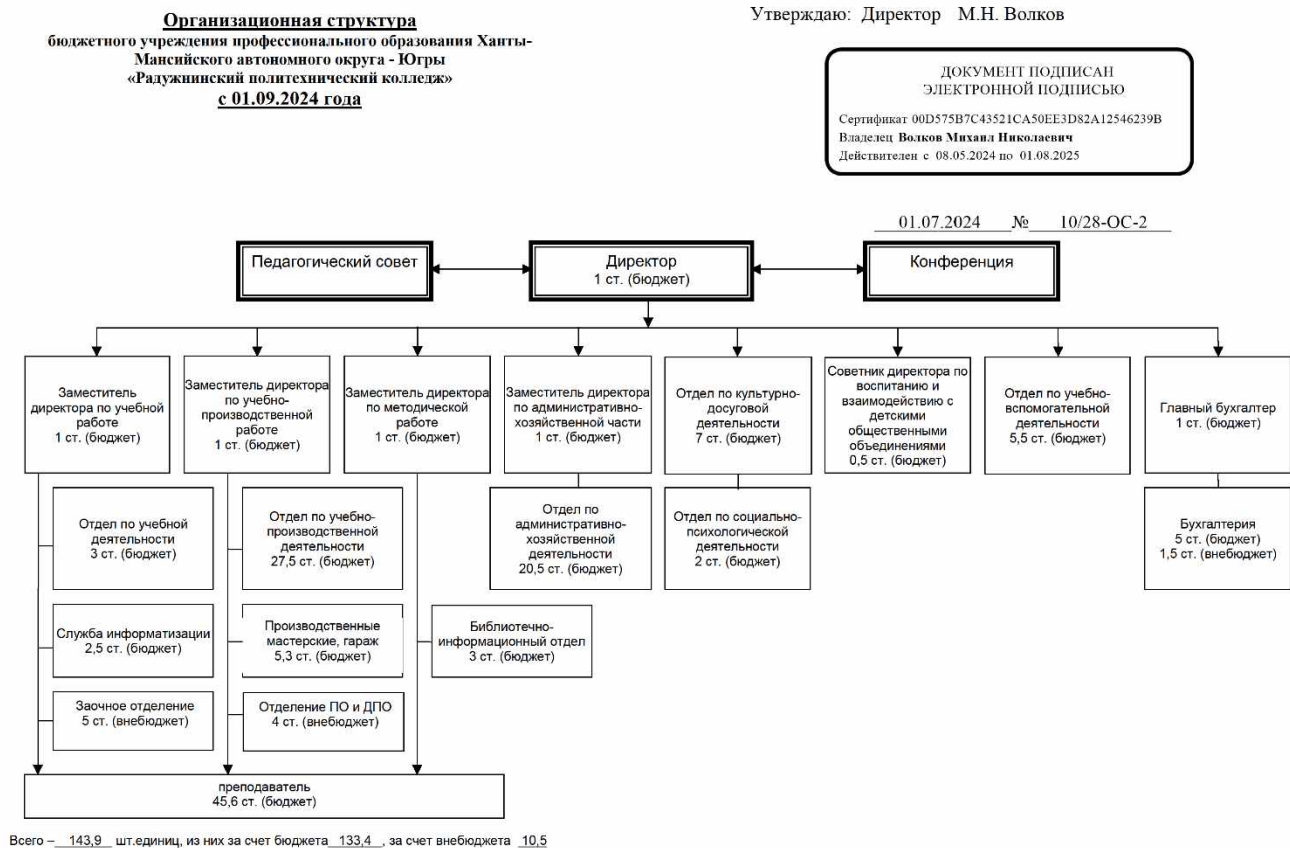 Организационная структура
бюджетного учреждения профессионального образования Ханты-
Мансийского автономного округа - Югры
«Радужнинский политехнический колледж»
с 01.09.2024 года
Утверждаю: Директор М.Н. Волков
ДОКУМЕНТ ПОДПИСАН
ЭЛЕКТРОННОЙ ПОДПИСЬЮ
Сертификат 00D575B7C43521CA50EE3D82A12546239B
Владелец Волков Михаил Николаевич
Действителен с 08.05.2024 по 01.08.2025
01.07.2024 № 10/28-ОС-2
Педагогический совет
Директор
1 ст. (бюджет)
Конференция
Заместитель
директора по учебной
работе
1 ст. (бюджет)
Заместитель директора
по учебно-
производственной
работе
1 ст. (бюджет)
Заместитель директора
по методической
работе
1 ст. (бюджет)
Заместитель директора
по административно-
хозяйственной части
1 ст. (бюджет)
Отдел по культурно-
досуговой
деятельности
7 ст. (бюджет)
Советник директора по
воспитанию и
взаимодействию с
детскими
общественными
объединениями
0,5 ст. (бюджет)
Отдел по учебно-
вспомогательной
деятельности
5,5 ст. (бюджет)
Главный бухгалтер
1 ст. (бюджет)
Отдел по учебной
деятельности
3 ст. (бюджет)
Отдел по учебно-
производственной
деятельности
27,5 ст. (бюджет)
Отдел по
административно-
хозяйственной
деятельности
20,5 ст. (бюджет)
Отдел по социально-
психологической
деятельности
2 ст. (бюджет)
Бухгалтерия
5 ст. (бюджет)
1,5 ст. (внебюджет)
Служба информатизации
2,5 ст. (бюджет)
Производственные
мастерские, гараж
5,3 ст. (бюджет)
Библиотечно-
информационный отдел
3 ст. (бюджет)
Заочное отделение
5 ст. (внебюджет)
Отделение ПО и ДПО
4 ст. (внебюджет)
преподаватель
45,6 ст. (бюджет)
Всего – 143,9 шт.единиц, из них за счет бюджета 133,4 , за счет внебюджета 10,5